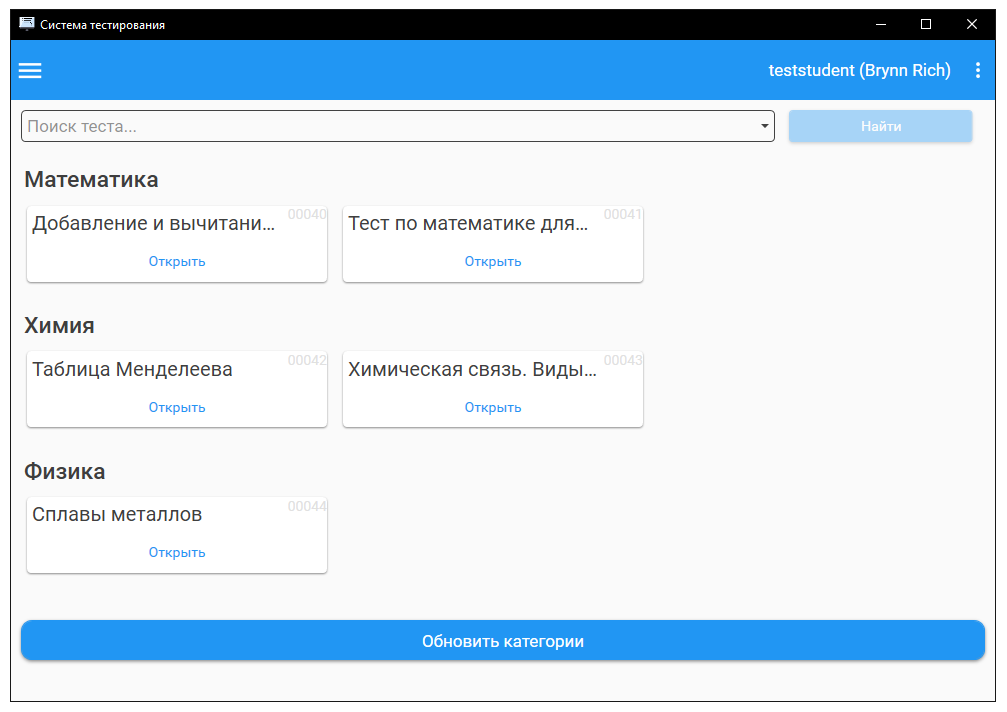 Система тестирования
teststudent (Brynn Rich)
Поиск теста...
Найти
Математика
00040
Добавление и вычитани...
Открыть
00041
Тест по математике для...
Открыть
Химия
00042
Таблица Менделеева
Открыть
00043
Химическая связь. Виды...
Открыть
Физика
00044
Сплавы металлов
Открыть
Обновить категории